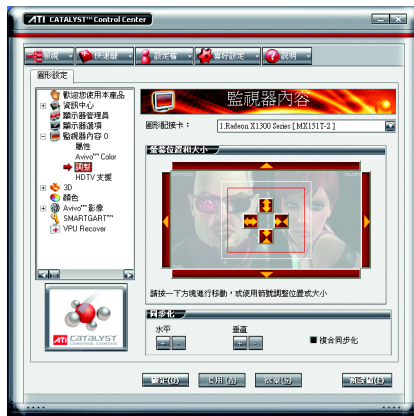 ATI CATALYST™ Control Center
檢視
快速鍵
設定檔
喜好設定
說明
圖形設定
歡迎您使用本產品
資訊中心
顯示器管理員
顯示器選項
監視器內容 0
屬性
Avivo™ Color
調整
HDTV 支援
3D
顏色
Avivo™ 影像
SMARTGART™
VPU Recover
ATI CATALYST
CONTROL CENTER
監視器內容
圖形配接卡：
1.Radeon X1300 Series [ MX151T-2 ]
螢幕位置和大小
請按一下方塊進行移動，或使用箭號調整位置或大小
同步化
水平
垂直
+ -
+ -
複合同步化
確定(O)
套用 (A)
預設值(E)